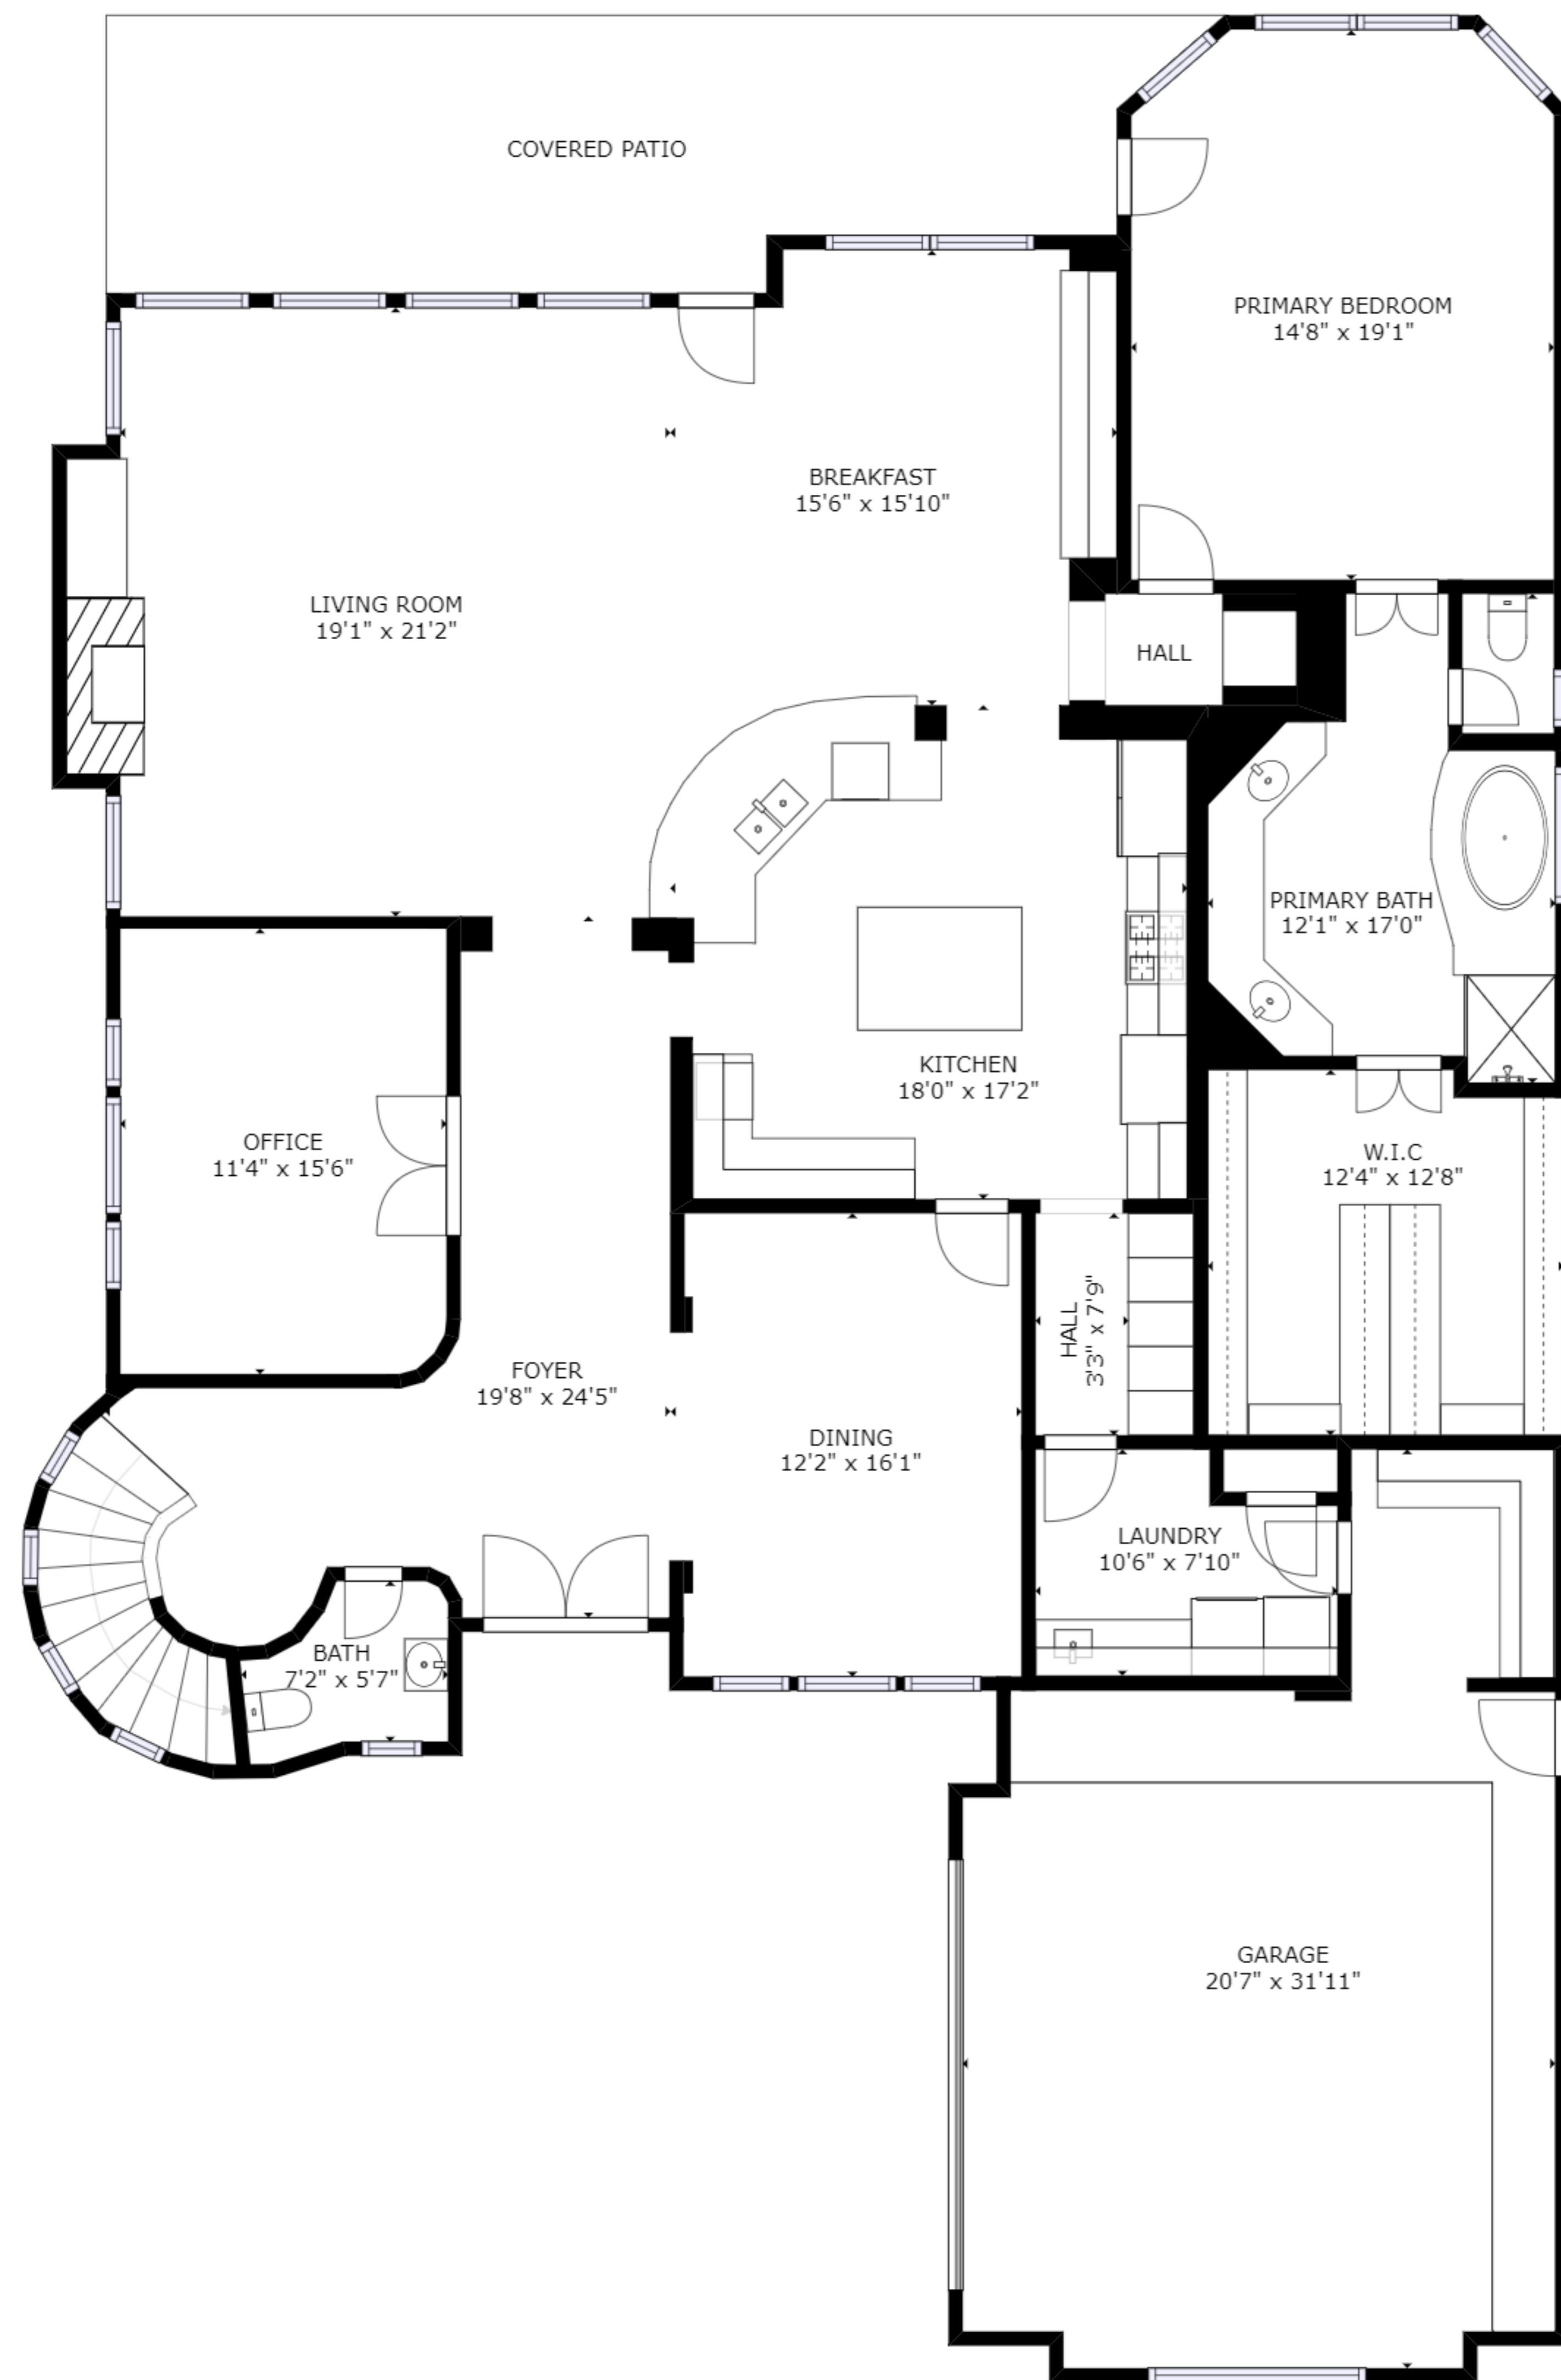 COVERED PATIO
PRIMARY BEDROOM
14'8" x 19'1"
BREAKFAST
15'6" x 15'10"
LIVING ROOM
19'1" x 21'2"
HALL
PRIMARY BATH
12'1" x 17'0"
KITCHEN
18'0" x 17'2"
OFFICE
11'4" x 15'6"
W.I.C
12'4" x 12'8"
HALL
3'3" x 7'9"
FOYER
19'8" x 24'5"
DINING
12'2" x 16'1"
LAUNDRY
10'6" x 7'10"
BATH
7'2" x 5'7"
GARAGE
20'7" x 31'11"